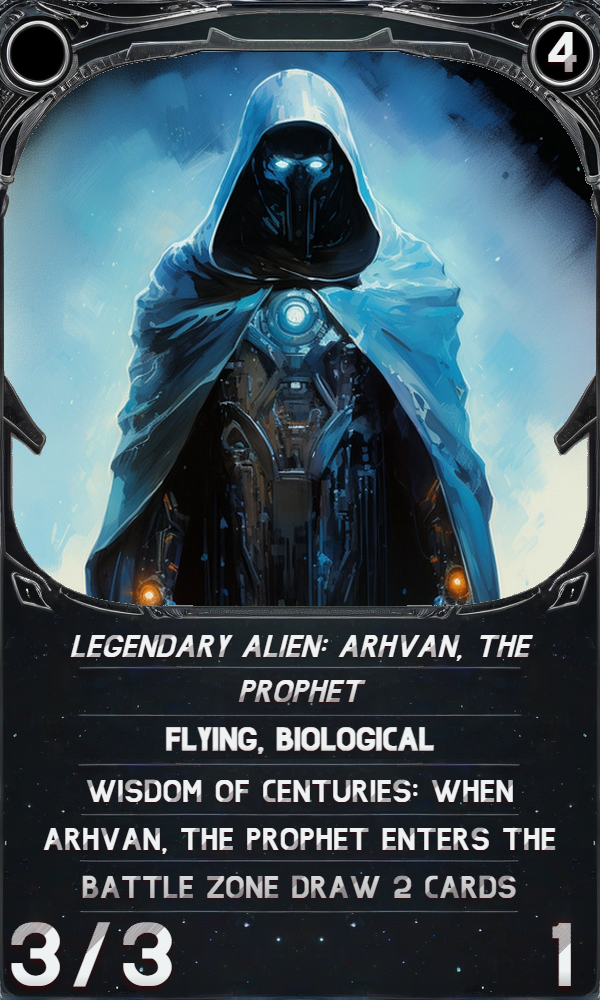 4
LEGENDARY ALIEN: ARHVAN, THE
PROPHET
FLYING, BIOLOGICAL
WISDOM OF CENTURIES: WHEN
ARHVAN, THE PROPHET ENTERS THE
BATTLE ZONE DRAW 2 CARDS
3/3
1